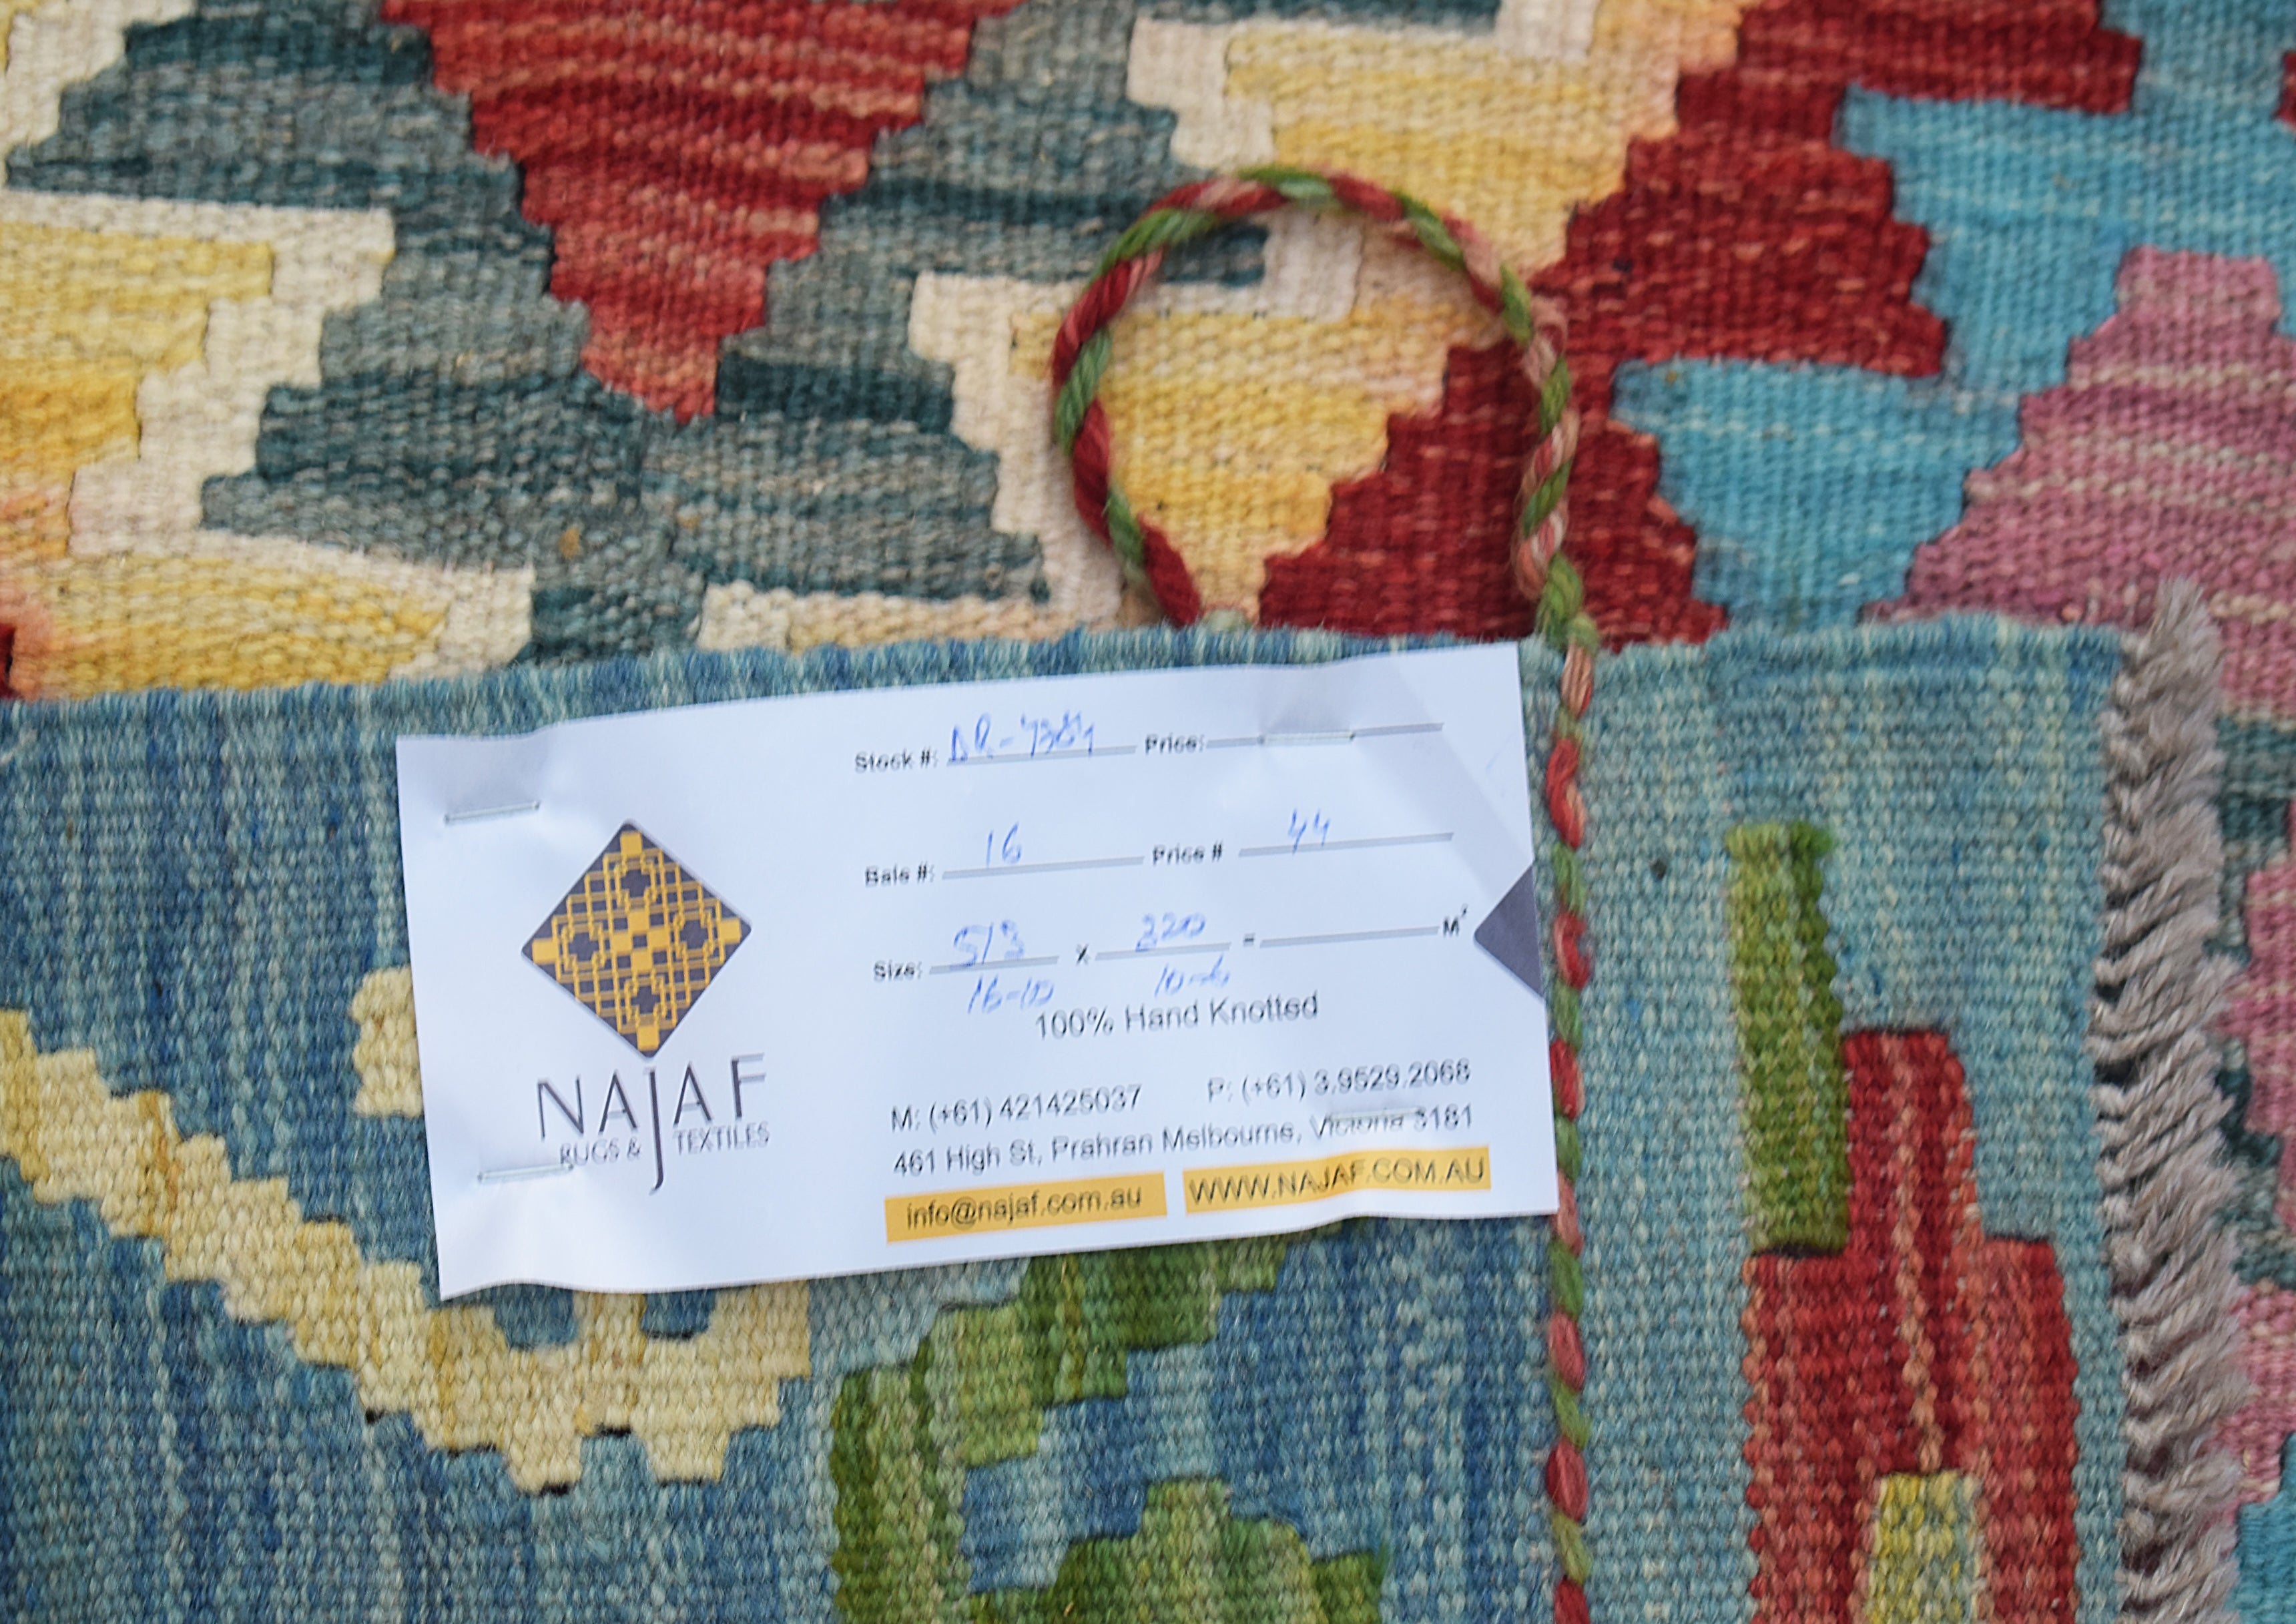 Stock #: Price:
Bale #: 16 Price # 44
Size: 513 x 320 = M²
16-10 10-6
100% Hand Knotted
NAJAF
RUGS & TEXTILES
M: (+61) 421425037 P: (+61) 3.9529.2068
461 High St, Prahran Melbourne, Victoria 3181
info@najaf.com.au WWW.NAJAF.COM.AU